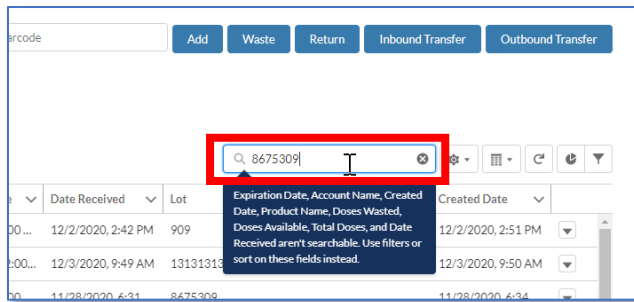 arcode Add Waste Return Inbound Transfer Outbound Transfer
8675309
Expiration Date, Account Name, Created
Date, Product Name, Doses Wasted,
Doses Available, Total Doses, and Date
Received aren't searchable. Use filters or
sort on these fields instead.
e Date Received Lot Created Date
00... 12/2/2020, 2:42 PM 909 12/2/2020, 2:51 PM
2:00... 12/3/2020, 9:49 AM 13131313 12/3/2020, 9:50 AM
00 11/28/2020, 6:31 8675309 11/28/2020, 6:34